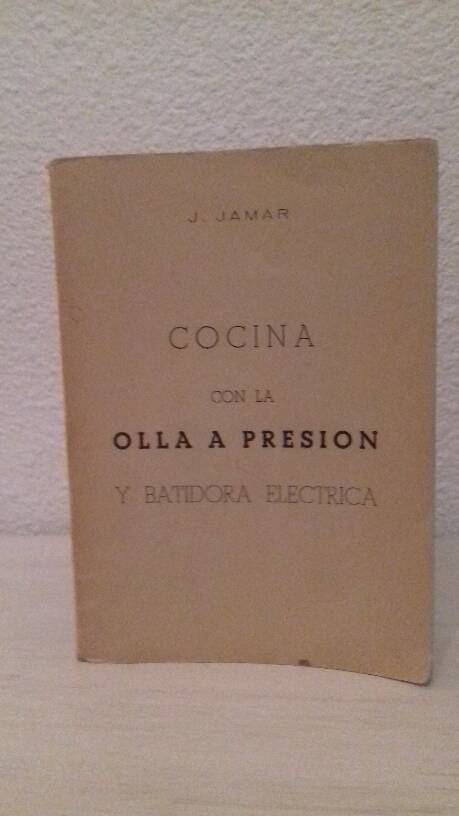 J. JAMAR
COCINA
CON LA
OLLA A PRESION
Y BATIDORA ELECTRICA